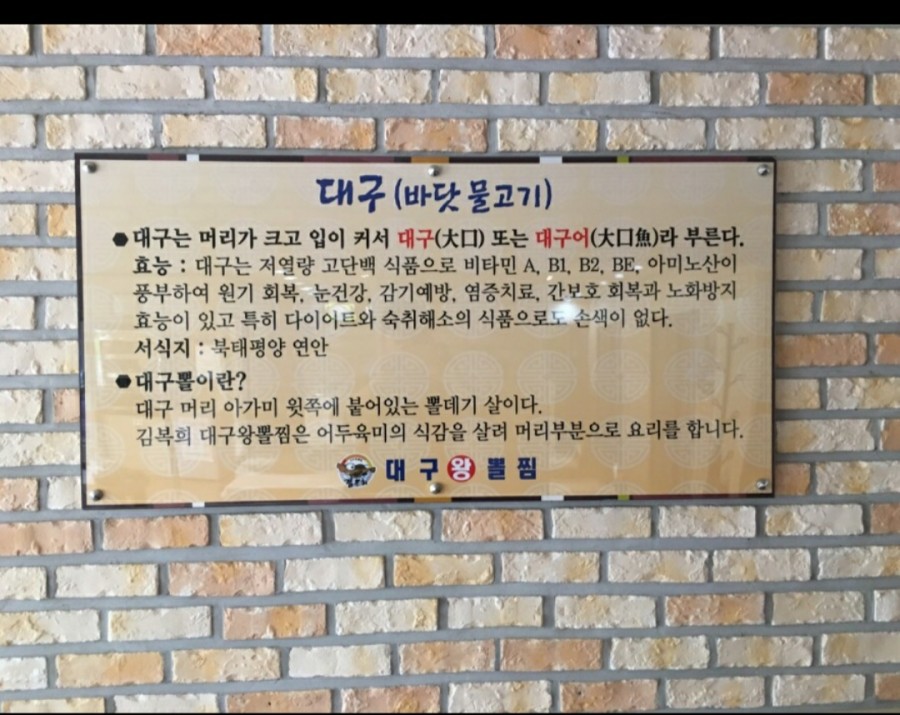 대구 (바닷물고기)
● 대구는 머리가 크고 입이 커서 대구(大口) 또는 대구어(大口魚)라 부른다.
효능 : 대구는 저열량 고단백 식품으로 비타민 A, B1, B2, BE, 아미노산이
풍부하여 원기 회복, 눈건강, 감기예방, 염증치료, 간보호 회복과 노화방지
효능이 있고 특히 다이어트와 숙취해소의 식품으로도 손색이 없다.
서식지 : 북태평양 연안
● 대구뽈이란?
대구 머리 아가미 윗쪽에 붙어있는 뽈데기 살이다.
김복희 대구왕뽈찜은 어두육미의 식감을 살려 머리부분으로 요리를 합니다.
대구왕뽈찜